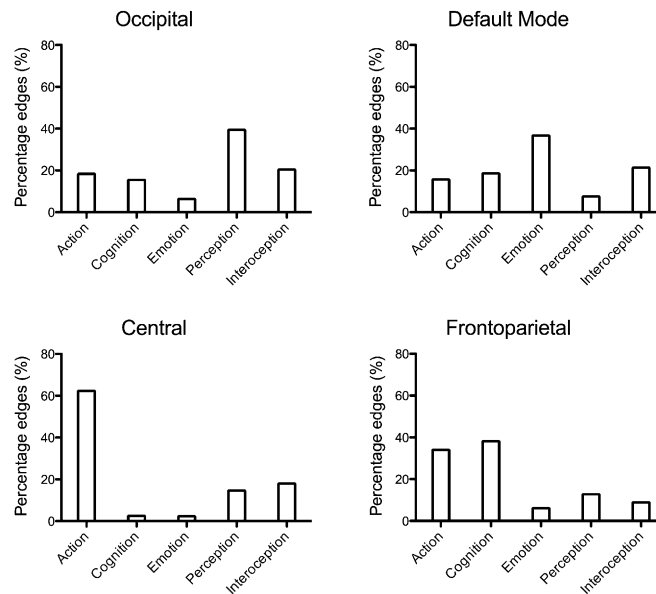 Occipital
Percentage edges (%)
80
60
40
20
0
Action
Cognition
Emotion
Perception
Interoception
Default Mode
Percentage edges (%)
80
60
40
20
0
Action
Cognition
Emotion
Perception
Interoception
Central
Percentage edges (%)
80
60
40
20
0
Action
Cognition
Emotion
Perception
Interoception
Frontoparietal
Percentage edges (%)
80
60
40
20
0
Action
Cognition
Emotion
Perception
Interoception